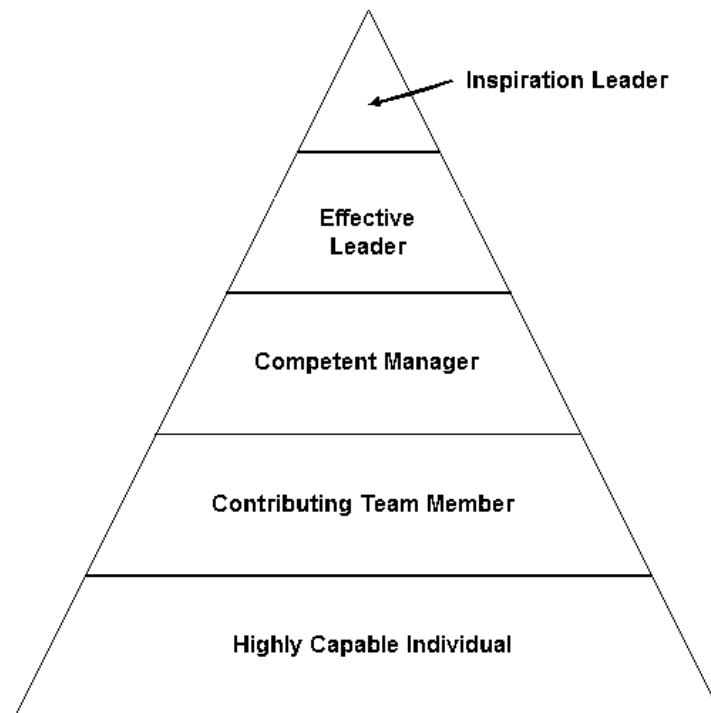 Inspiration Leader
Effective
Leader
Competent Manager
Contributing Team Member
Highly Capable Individual